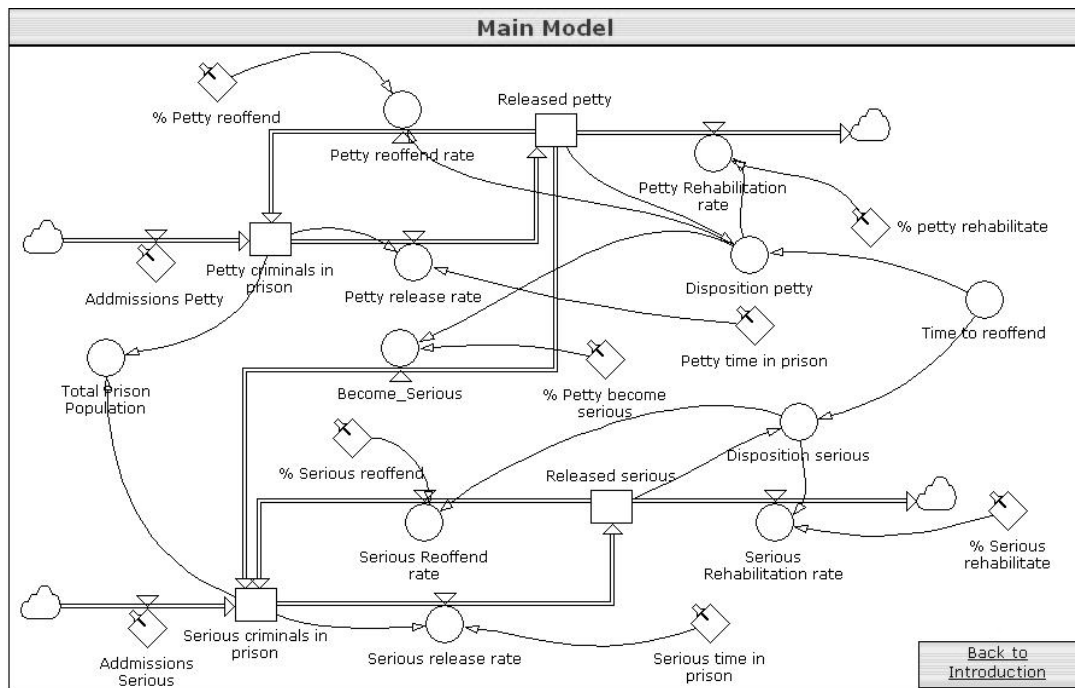 Main Model
% Petty reoffend
Released petty
Petty reoffend rate
Petty Rehabilitation
rate
% petty rehabilitate
Addmissions Petty
Petty criminals in
prison
Petty release rate
Disposition petty
Time to reoffend
Petty time in prison
Total Prison
Population
Become_Serious
% Petty become
serious
% Serious reoffend
Disposition serious
Released serious
Serious Reoffend
rate
Serious
Rehabilitation rate
% Serious
rehabilitate
Addmissions
Serious
Serious criminals in
prison
Serious release rate
Serious time in
prison
Back to
Introduction